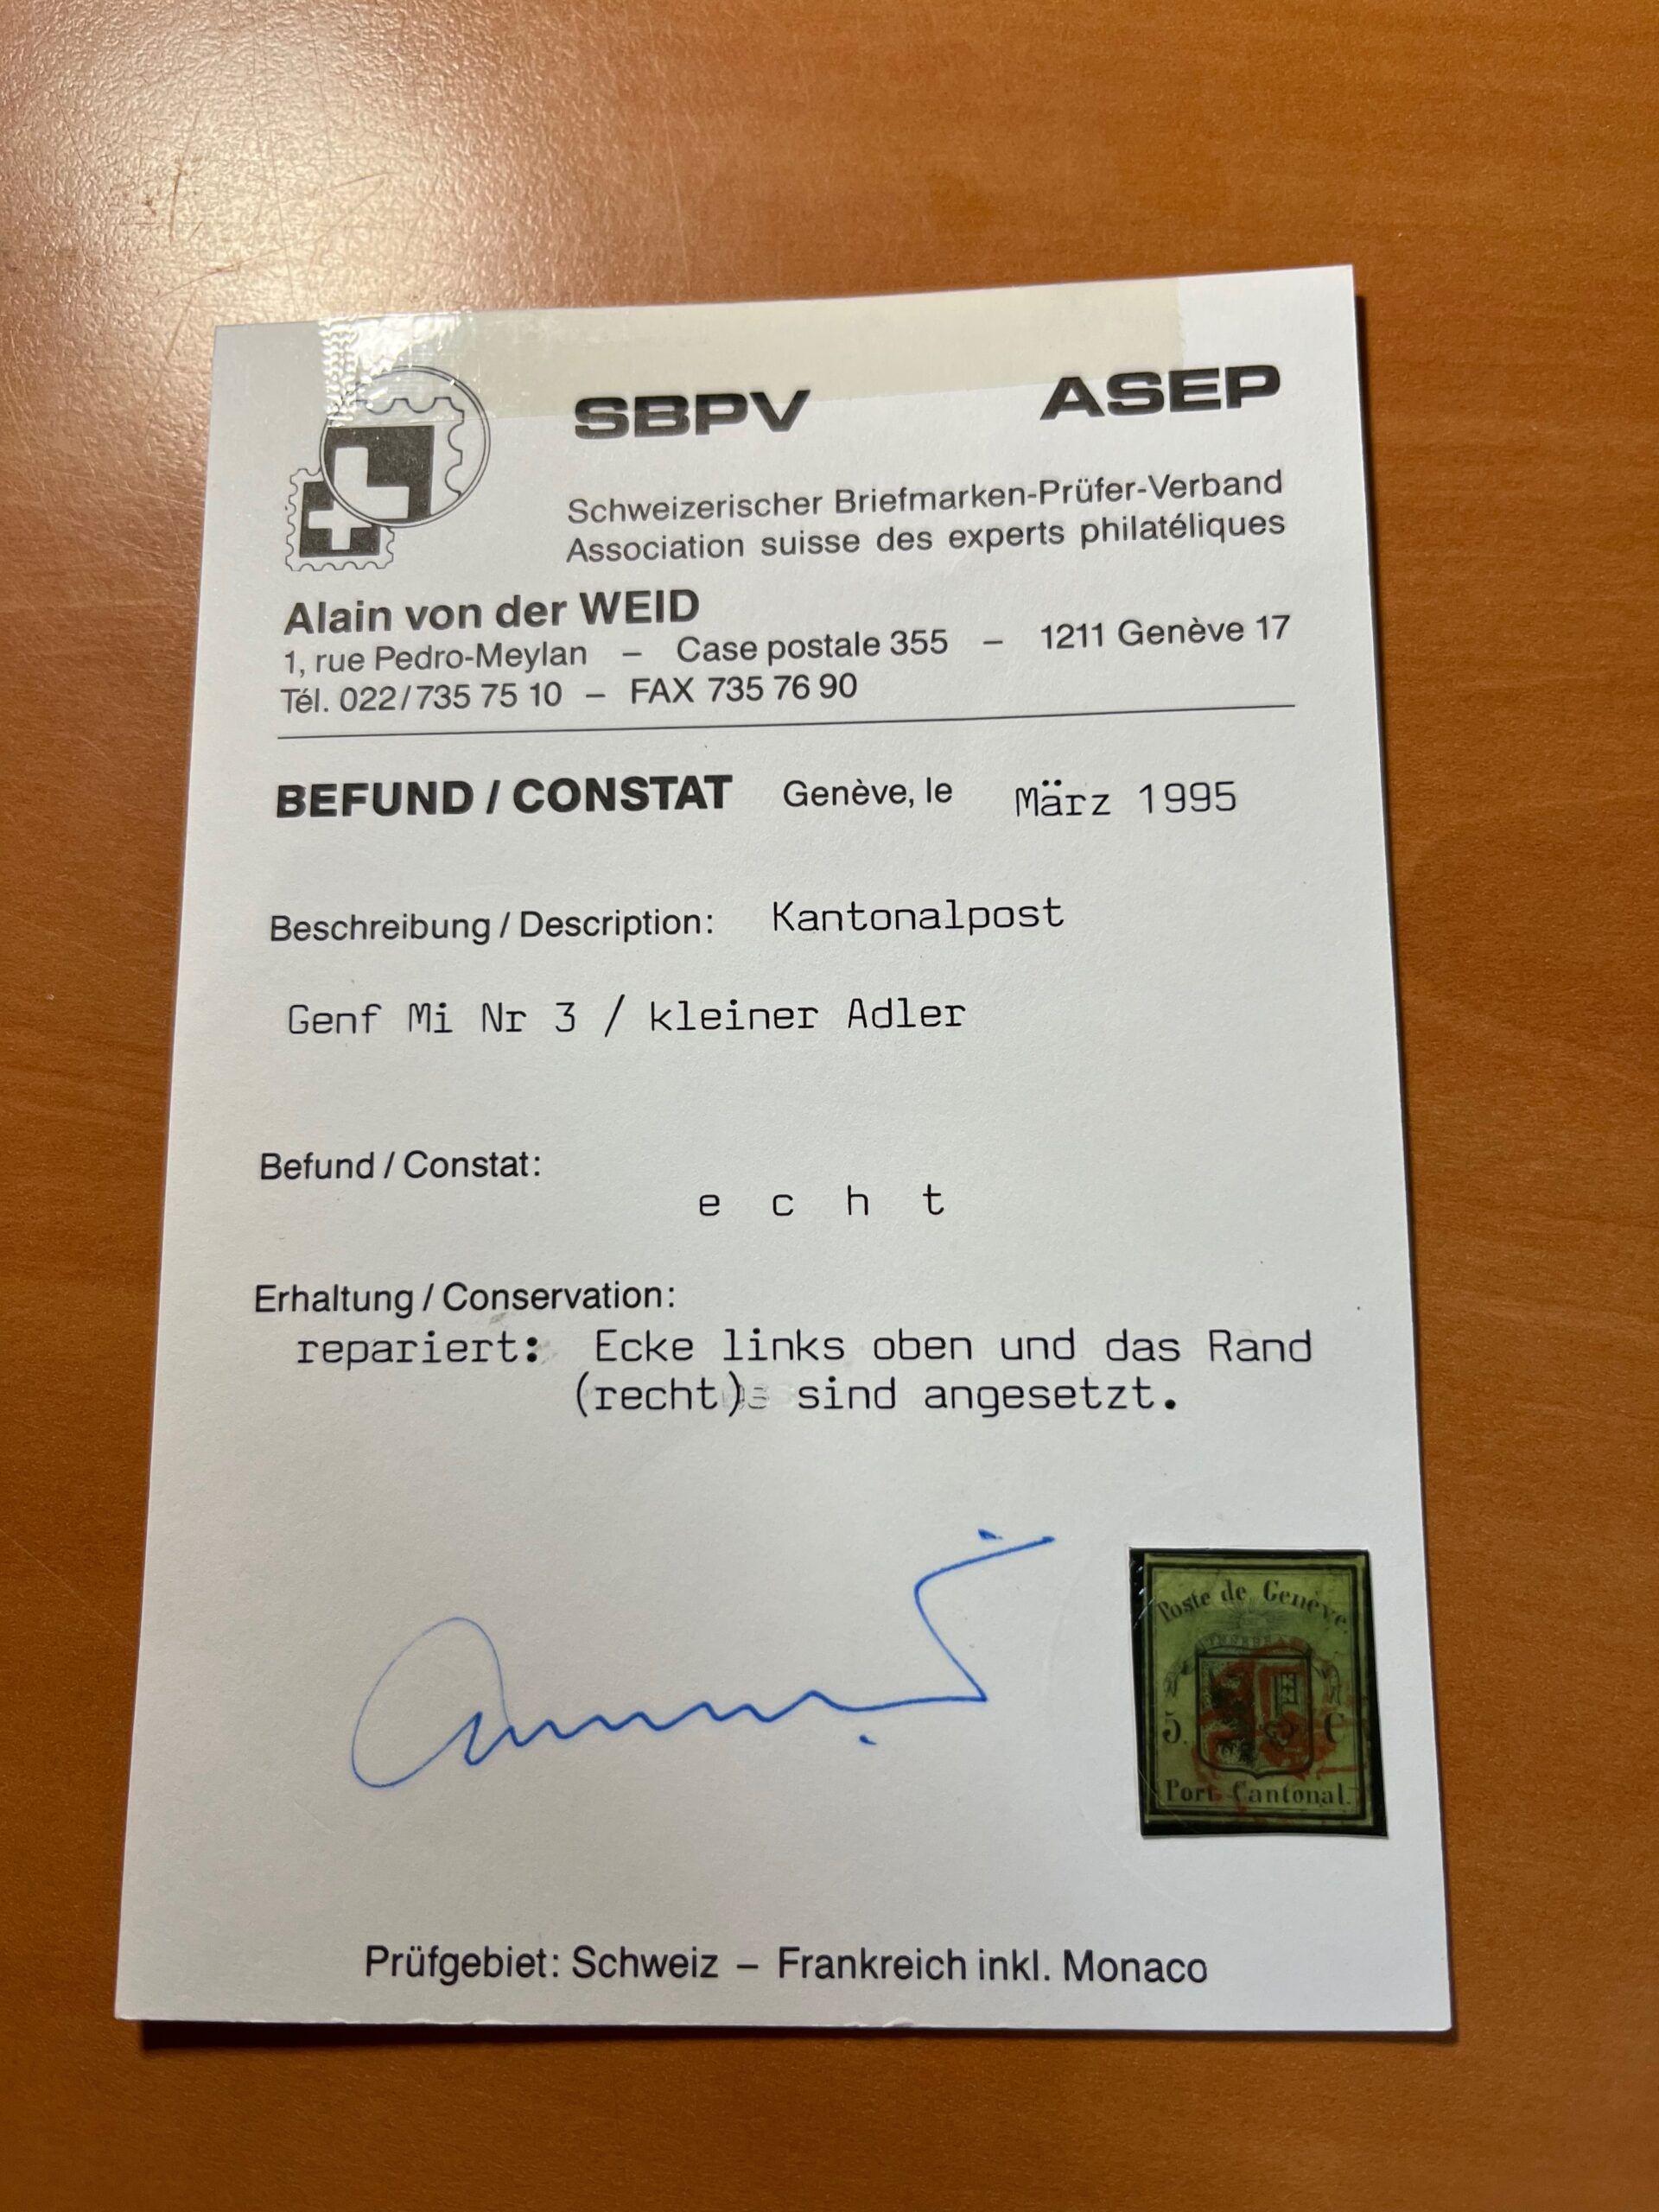 SBPV ASEP
Schweizerischer Briefmarken-Prüfer-Verband
Association suisse des experts philatéliques
Alain von der WEID
1, rue Pedro-Meylan – Case postale 355 – 1211 Genève 17
Tél. 022/735 75 10 – FAX 735 76 90
BEFUND / CONSTAT Genève, le März 1995
Beschreibung / Description: Kantonalpost
Genf Mi Nr 3 / kleiner Adler
Befund / Constat:
e c h t
Erhaltung / Conservation:
repariert: Ecke links oben und das Rand
(recht) sind angesetzt.
Poste de Genève
5. C
Port Cantonal.
Prüfgebiet: Schweiz – Frankreich inkl. Monaco